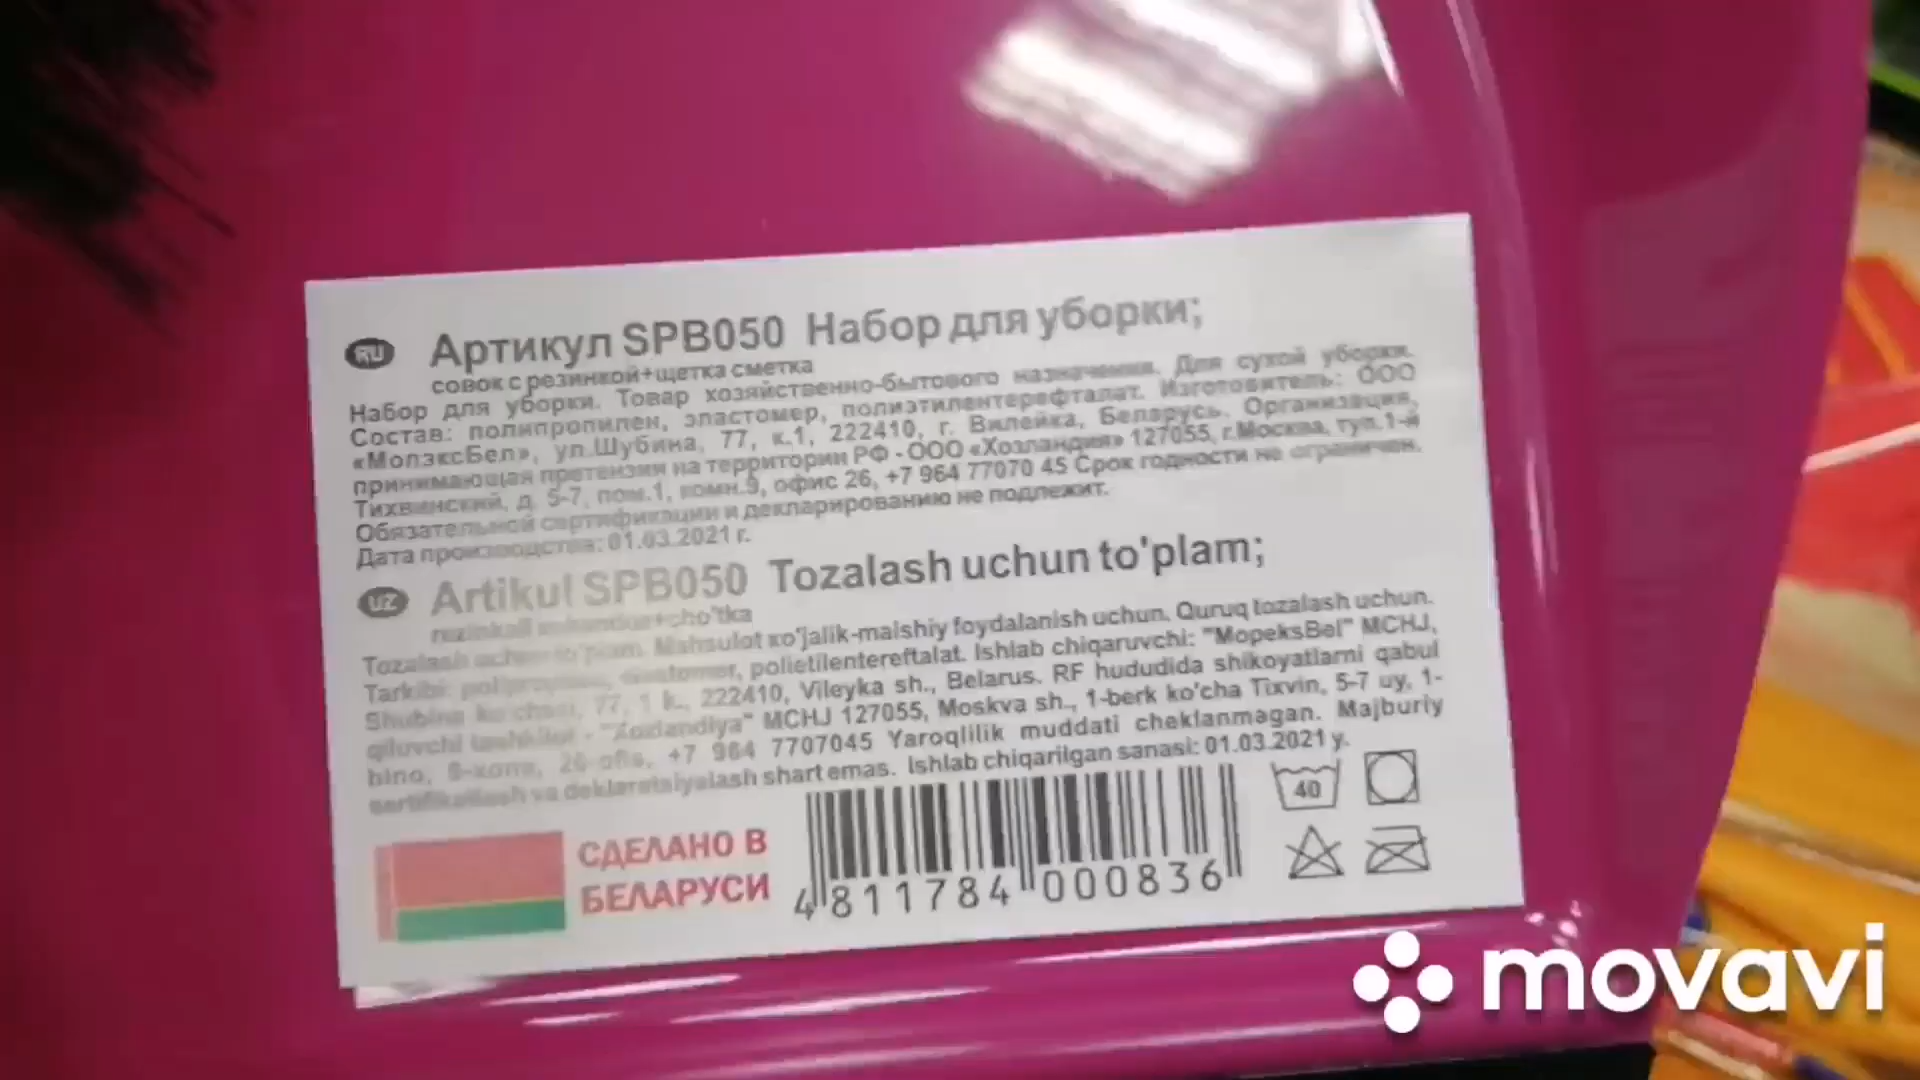 RU Артикул SPB050 Набор для уборки;
совок с резинкой+щетка сметка
Набор для уборки. Товар хозяйственно-бытового назначения. Для сухой уборки.
Состав: полипропилен, эластомер, полиэтилентерефталат. Изготовитель: ООО
«МопэксБел», ул.Шубина, 77, к.1, 222410, г. Вилейка, Беларусь. Организация,
принимающая претензии на территории РФ - ООО «Хозландия» 127055, г.Москва, туп.1-й
Тихвинский, д. 5-7, пом.1, комн.9, офис 26, +7 964 77070 45 Срок годности не ограничен.
Обязательной сертификации и декларированию не подлежит.
Дата производства: 01.03.2021 г.
UZ Artikul SPB050 Tozalash uchun to'plam;
cho'tka
Tozalash uchun to'plam. Mahsulot xo'jalik-maishiy foydalanish uchun. Quruq tozalash uchun.
Tarkibi: polipropilen, elastomer, polietilentereftalat. Ishlab chiqaruvchi: "MopeksBel" MCHJ,
Shubina ko'chasi, 77, 1 k., 222410, Vileyka sh., Belarus. RF hududida shikoyatlarni qabul
qiluvchi tashkilot - "Xozlandiya" MCHJ 127055, Moskva sh., 1-berk ko'cha Tixvin, 5-7 uy, 1-
bino, 9-xona, 26-ofis, +7 964 7707045 Yaroqlilik muddati cheklanmagan. Majburiy
sertifikatlash va deklaratsiyalash shart emas. Ishlab chiqarilgan sanasi: 01.03.2021 y.
СДЕЛАНО В
БЕЛАРУСИ
4 811784 000836
40
movavi